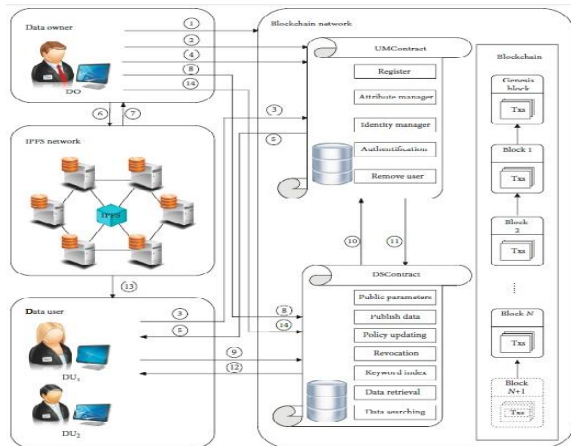 Data owner
DO
1
2
4
8
14
6
7
IPFS network
IPFS
13
Data user
DU1
DU2
3
5
9
12
Blockchain network
3
5
8
14
UMContract
Register
Attribute manager
Identity manager
Authentification
Remove user
10
11
DSContract
Public parameters
Publish data
Policy updating
Revocation
Keyword index
Data retrieval
Data searching
Blockchain
Genesis
block
Txs
Block 1
Txs
Block
2
Txs
...
Block N
Txs
Block
N+1
Txs